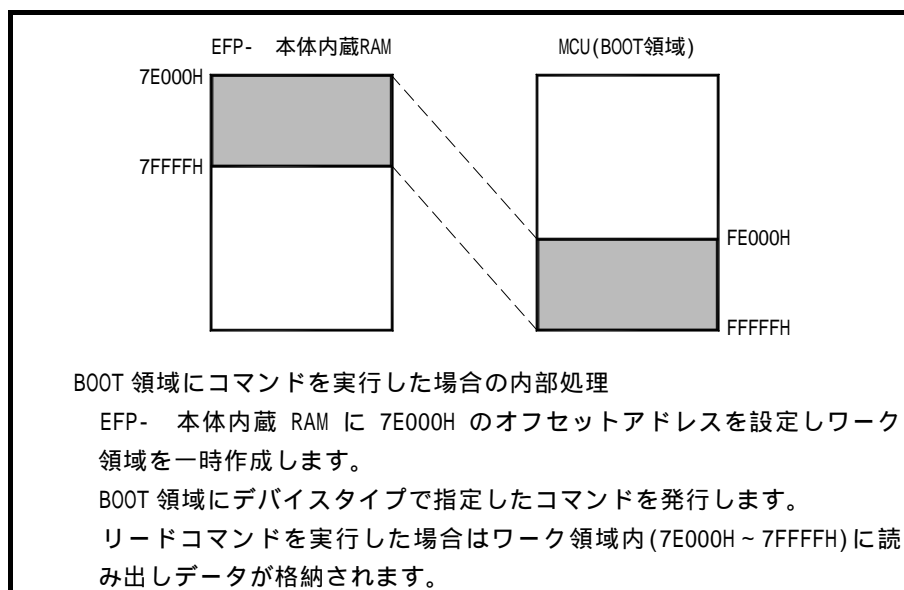 EFP-　本体内蔵RAM
MCU(BOOT領域)
7E000H
7FFFFH
FE000H
FFFFFH
BOOT 領域にコマンドを実行した場合の内部処理
EFP-　本体内蔵 RAM に 7E000H のオフセットアドレスを設定しワーク
領域を一時作成します。
BOOT 領域にデバイスタイプで指定したコマンドを発行します。
リードコマンドを実行した場合はワーク領域内(7E000H～7FFFFH)に読
み出しデータが格納されます。